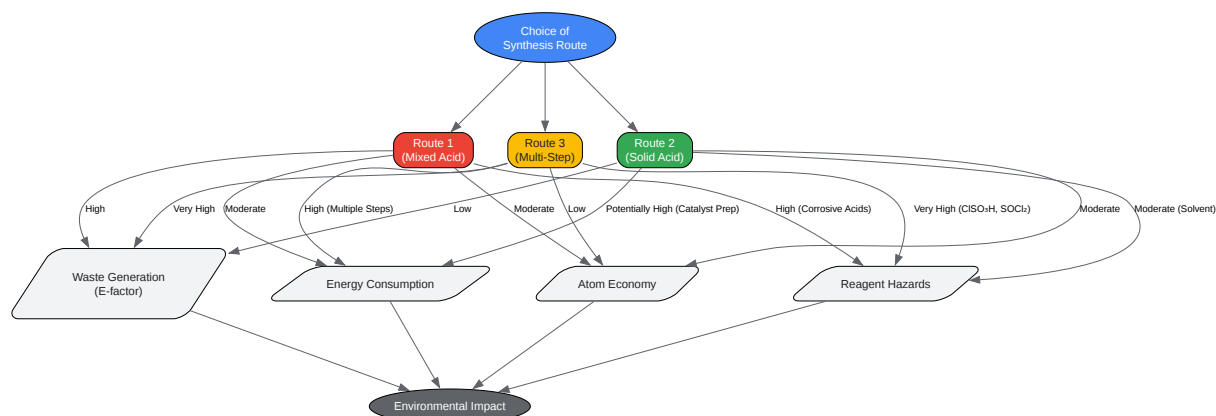 Choice of
Synthesis Route
Route 1
(Mixed Acid)
Route 3
(Multi-Step)
Route 2
(Solid Acid)
High
Very High
Moderate
High (Multiple Steps)
Low
Moderate
Low
Potentially High (Catalyst Prep)
High (Corrosive Acids)
Very High (ClSO₃H, SOCl₂)
Moderate
Moderate (Solvent)
Waste Generation
(E-factor)
Energy Consumption
Atom Economy
Reagent Hazards
Environmental Impact